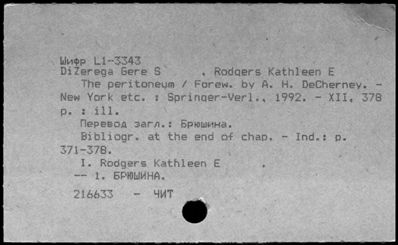 Шифр L1-3343
DiZerega Gere S , Rodgers Kathleen E
The peritoneum / Forew. by A. H. DeCherney. -
New York etc. : Springer-Verl., 1992. - XII, 378
p. : ill.
Перевод загл.: Брюшина.
Bibliogr. at the end of chap. - Ind.: p.
371-378.
I. Rodgers Kathleen E .
-- 1. БРЮШИНА.
216633 - ЧИТ